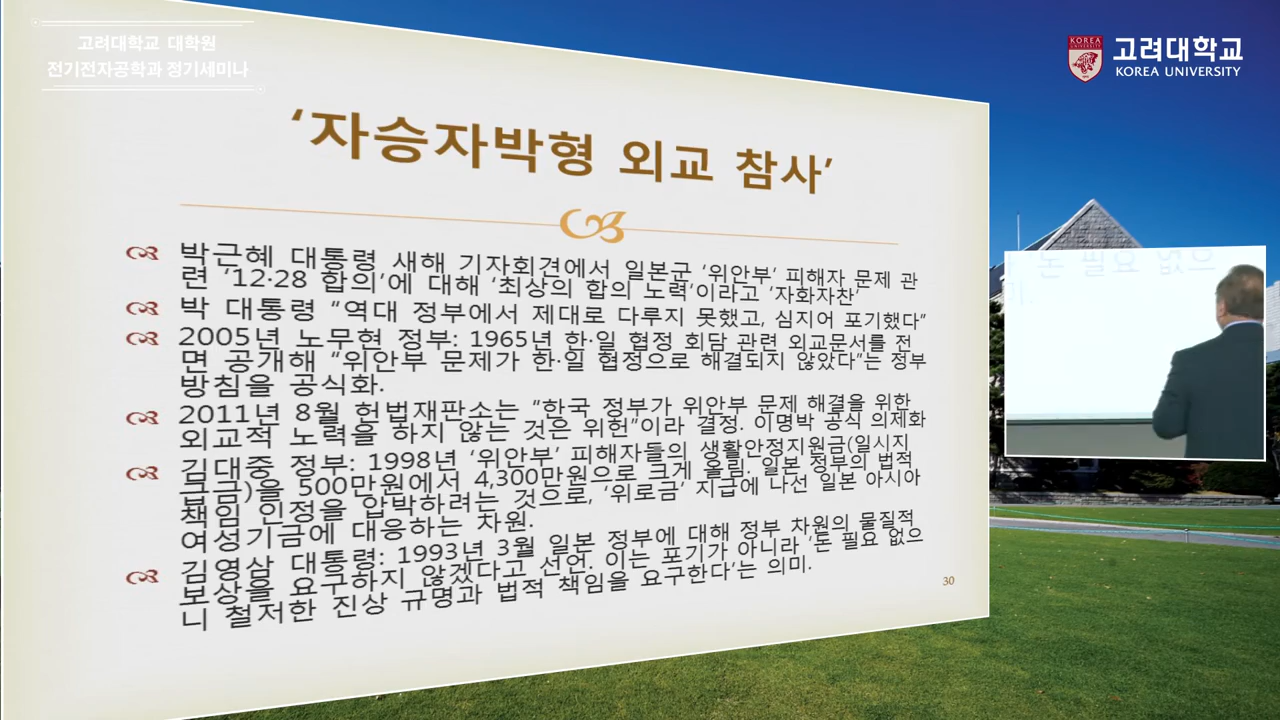 고려대학교 대학원
전기전자공학과 정기세미나
KOREA
고려대학교
KOREA UNIVERSITY
‘자승자박형 외교 참사’
박근혜 대통령 새해 기자회견에서 일본군 ‘위안부’ 피해자 문제 관
련 ‘12·28 합의’에 대해 ‘최상의 합의 노력’이라고 ‘자화자찬’
박 대통령 “역대 정부에서 제대로 다루지 못했고, 심지어 포기했다”
2005년 노무현 정부: 1965년 한·일 협정 회담 관련 외교문서를 전
면 공개해 “위안부 문제가 한·일 협정으로 해결되지 않았다”는 정부
방침을 공식화.
2011년 8월 헌법재판소는 “한국 정부가 위안부 문제 해결을 위한
외교적 노력을 하지 않는 것은 위헌”이라 결정. 이명박 공식 의제화
김대중 정부: 1998년 ‘위안부’ 피해자들의 생활안정지원금(일시지
급금)을 500만원에서 4,300만원으로 크게 올림. 일본 정부의 법적
책임 인정을 압박하려는 것으로, ‘위로금’ 지급에 나선 일본 아시아
여성기금에 대응하는 차원.
김영삼 대통령: 1993년 3월 일본 정부에 대해 정부 차원의 물질적
보상을 요구하지 않겠다고 선언. 이는 포기가 아니라 ‘돈 필요 없으
니 철저한 진상 규명과 법적 책임을 요구한다’는 의미.
30
돈 필요 없으